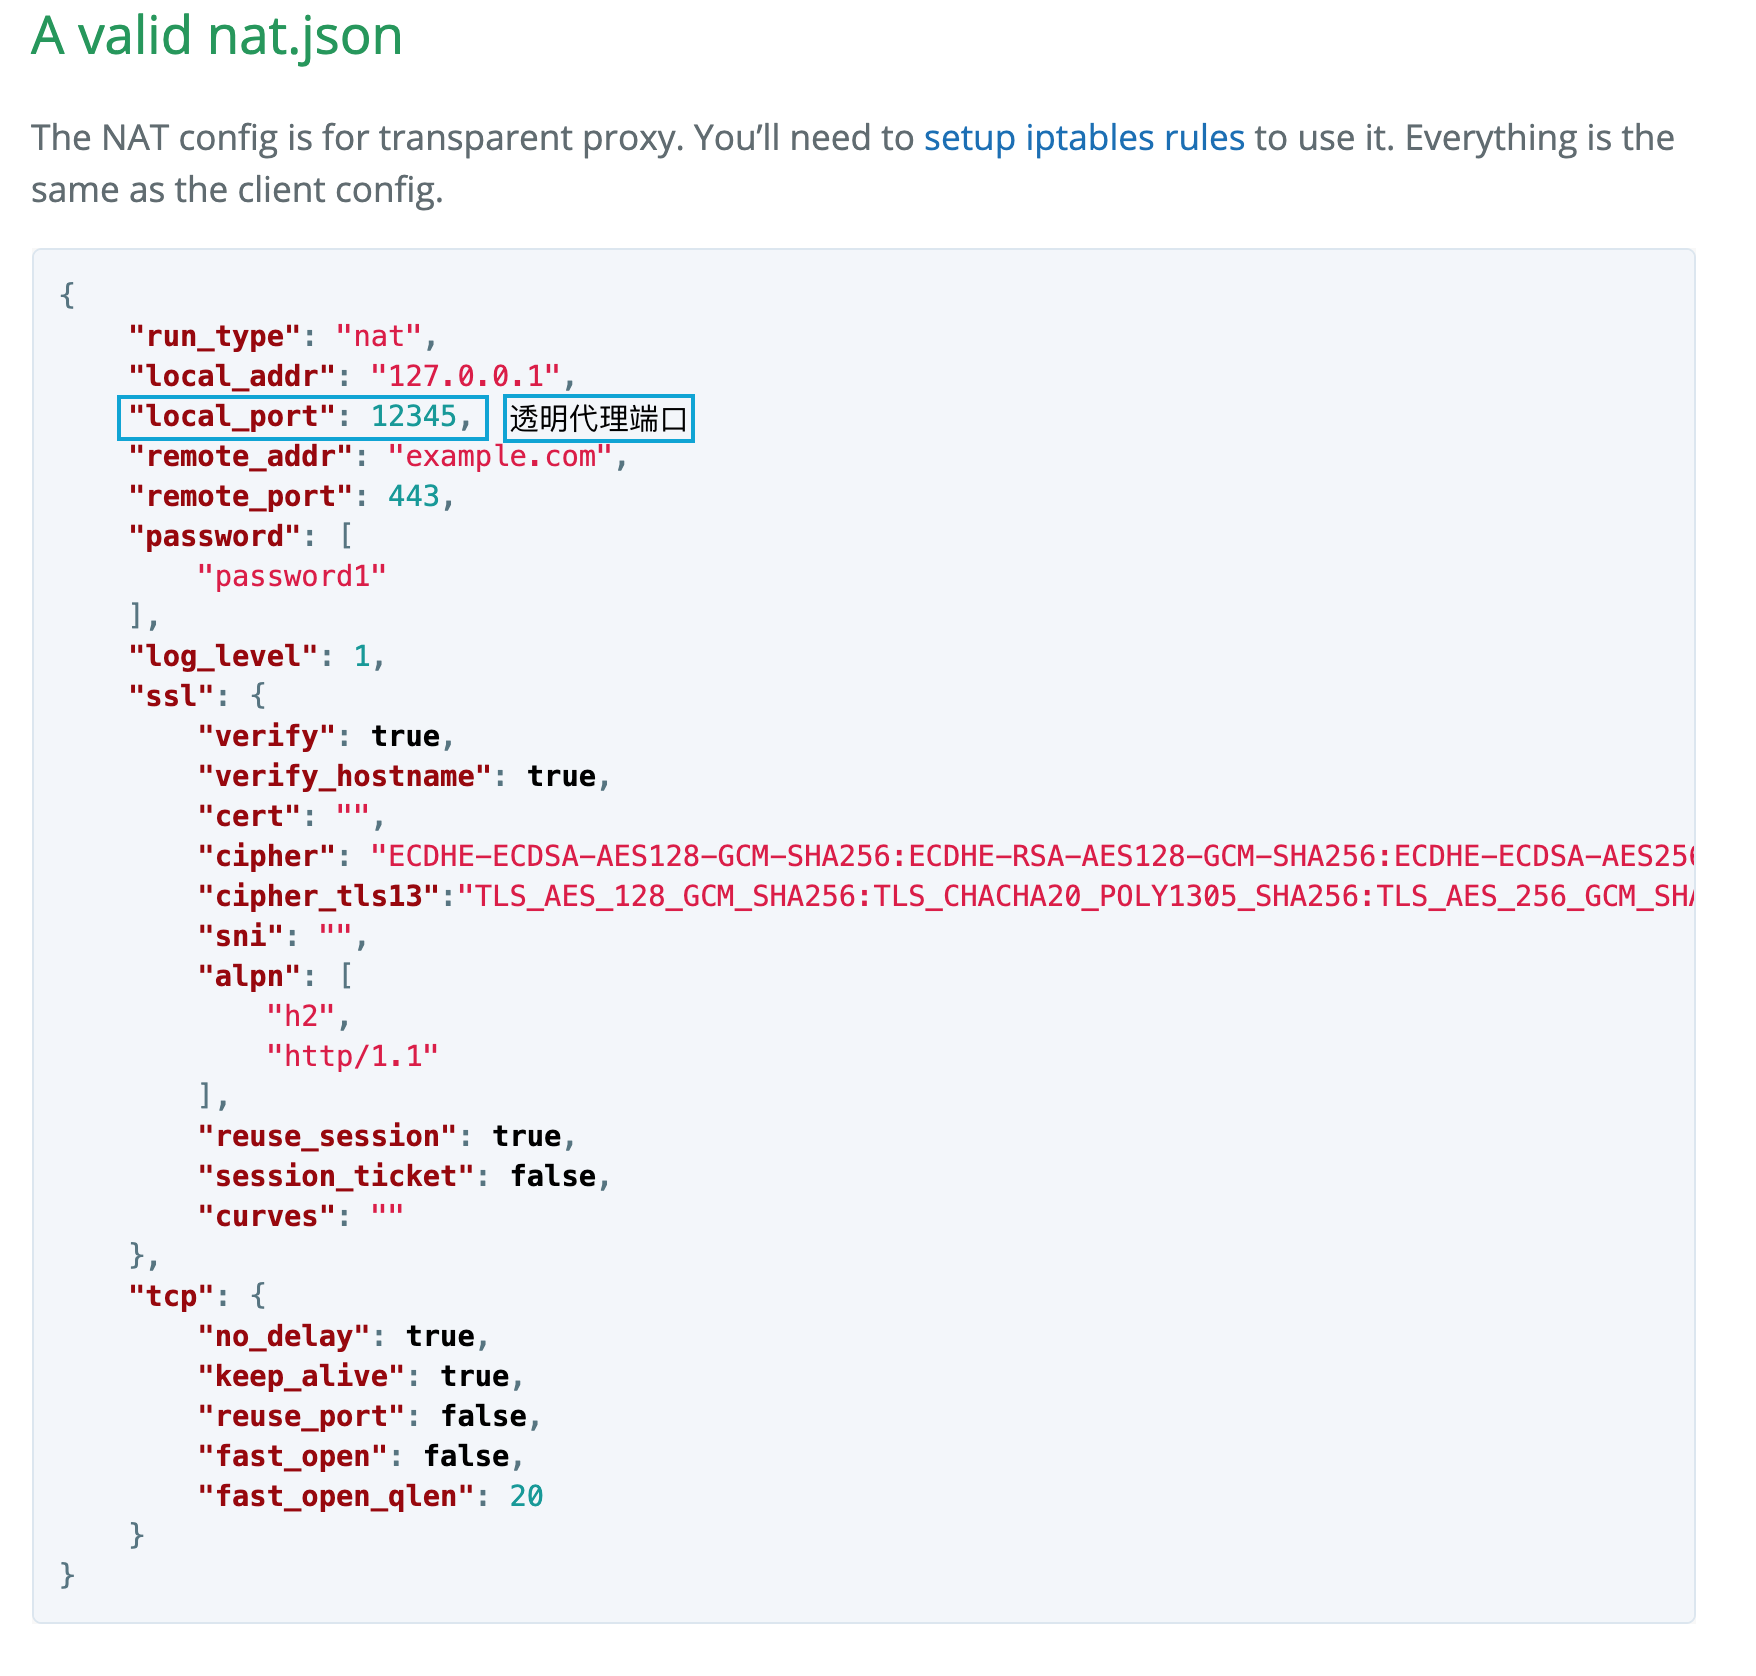 A valid nat.json
The NAT config is for transparent proxy. You’ll need to setup iptables rules to use it. Everything is the
same as the client config.
{
"run_type": "nat",
"local_addr": "127.0.0.1",
"local_port": 12345, 透明代理端口
"remote_addr": "example.com",
"remote_port": 443,
"password": [
"password1"
],
"log_level": 1,
"ssl": {
"verify": true,
"verify_hostname": true,
"cert": "",
"cipher": "ECDHE-ECDSA-AES128-GCM-SHA256:ECDHE-RSA-AES128-GCM-SHA256:ECDHE-ECDSA-AES256
"cipher_tls13":"TLS_AES_128_GCM_SHA256:TLS_CHACHA20_POLY1305_SHA256:TLS_AES_256_GCM_SHA
"sni": "",
"alpn": [
"h2",
"http/1.1"
],
"reuse_session": true,
"session_ticket": false,
"curves": ""
},
"tcp": {
"no_delay": true,
"keep_alive": true,
"reuse_port": false,
"fast_open": false,
"fast_open_qlen": 20
}
}